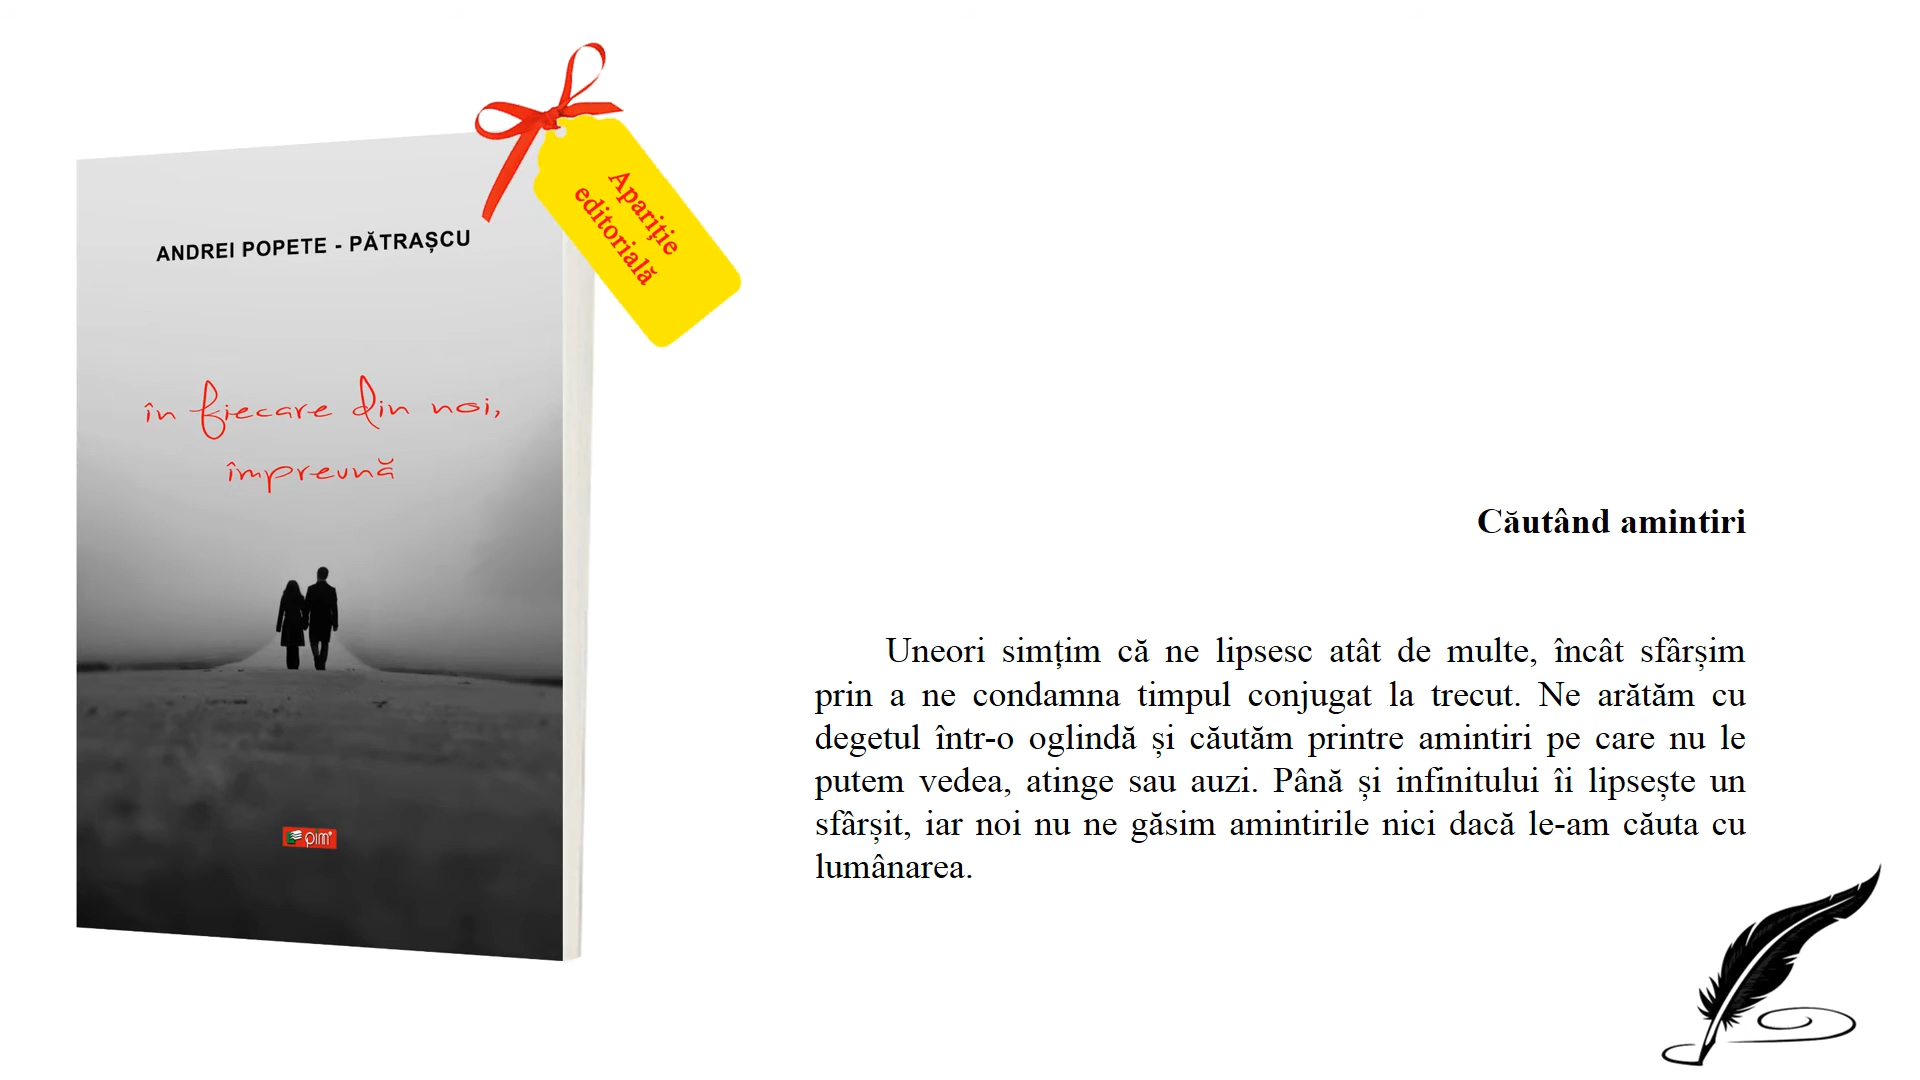 ANDREI POPETE - PĂTRAȘCU
în fiecare din noi,
împreună
pim
Apariție
editorială
Căutând amintiri
Uneori simțim că ne lipsesc atât de multe, încât sfârșim
prin a ne condamna timpul conjugat la trecut. Ne arătăm cu
degetul într-o oglindă și căutăm printre amintiri pe care nu le
putem vedea, atinge sau auzi. Până și infinitului îi lipsește un
sfârșit, iar noi nu ne găsim amintirile nici dacă le-am căuta cu
lumânarea.